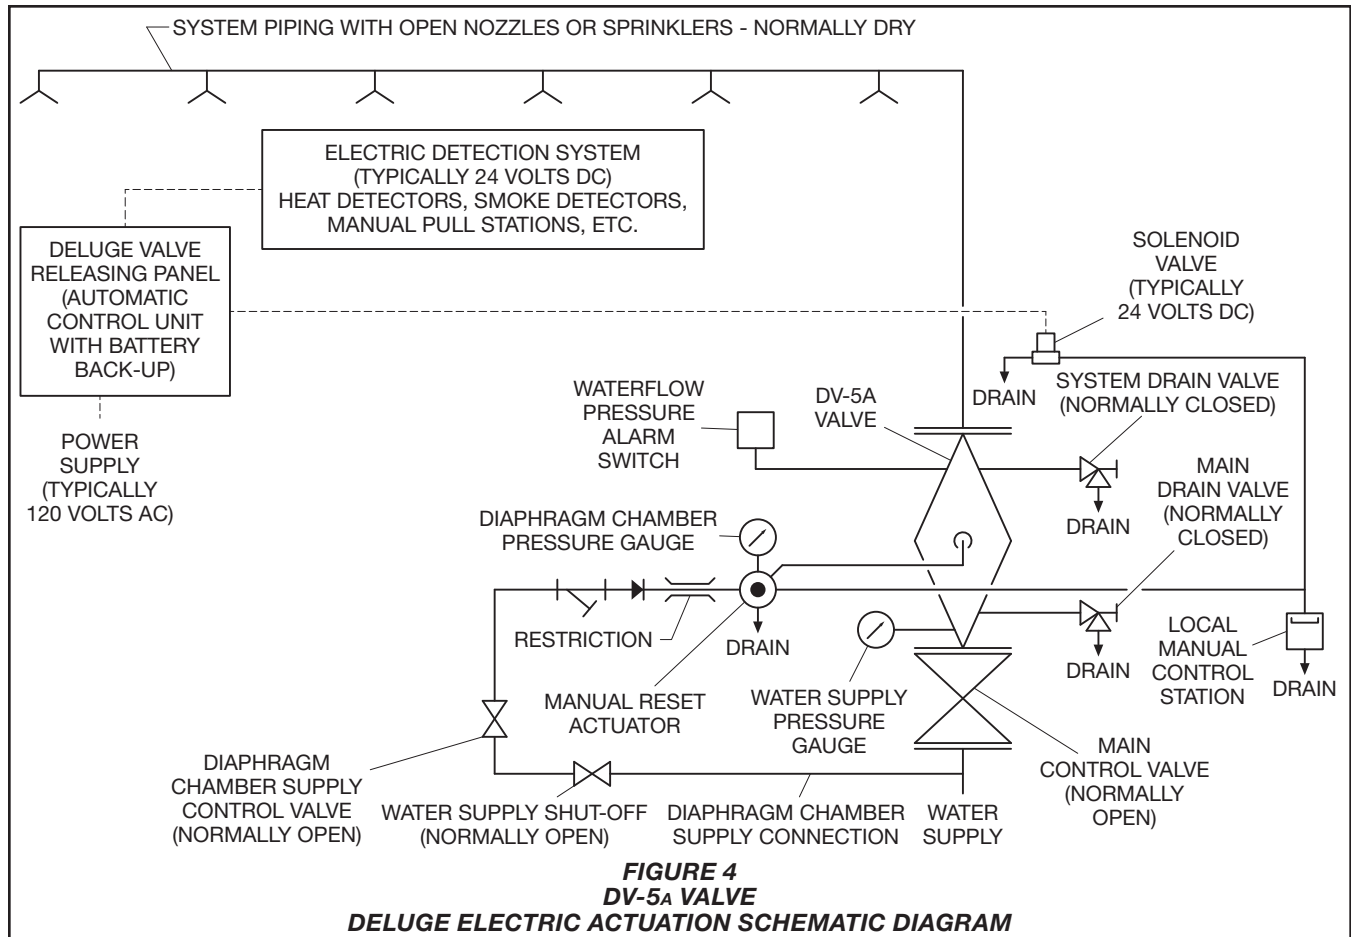 SYSTEM PIPING WITH OPEN NOZZLES OR SPRINKLERS - NORMALLY DRY
ELECTRIC DETECTION SYSTEM
(TYPICALLY 24 VOLTS DC)
HEAT DETECTORS, SMOKE DETECTORS,
MANUAL PULL STATIONS, ETC.
DELUGE VALVE
RELEASING PANEL
(AUTOMATIC
CONTROL UNIT
WITH BATTERY
BACK-UP)
POWER
SUPPLY
(TYPICALLY
120 VOLTS AC)
SOLENOID
VALVE
(TYPICALLY
24 VOLTS DC)
DRAIN
SYSTEM DRAIN VALVE
(NORMALLY CLOSED)
WATERFLOW
PRESSURE
ALARM
SWITCH
DV-5A
VALVE
DRAIN
MAIN
DRAIN VALVE
(NORMALLY
CLOSED)
DIAPHRAGM CHAMBER
PRESSURE GAUGE
RESTRICTION
DRAIN
DRAIN
LOCAL
MANUAL
CONTROL
STATION
DRAIN
MANUAL RESET
ACTUATOR
WATER SUPPLY
PRESSURE
GAUGE
DIAPHRAGM
CHAMBER SUPPLY
CONTROL VALVE
(NORMALLY OPEN)
WATER SUPPLY SHUT-OFF
(NORMALLY OPEN)
DIAPHRAGM CHAMBER
SUPPLY CONNECTION
WATER
SUPPLY
MAIN
CONTROL VALVE
(NORMALLY
OPEN)
FIGURE 4
DV-5A VALVE
DELUGE ELECTRIC ACTUATION SCHEMATIC DIAGRAM